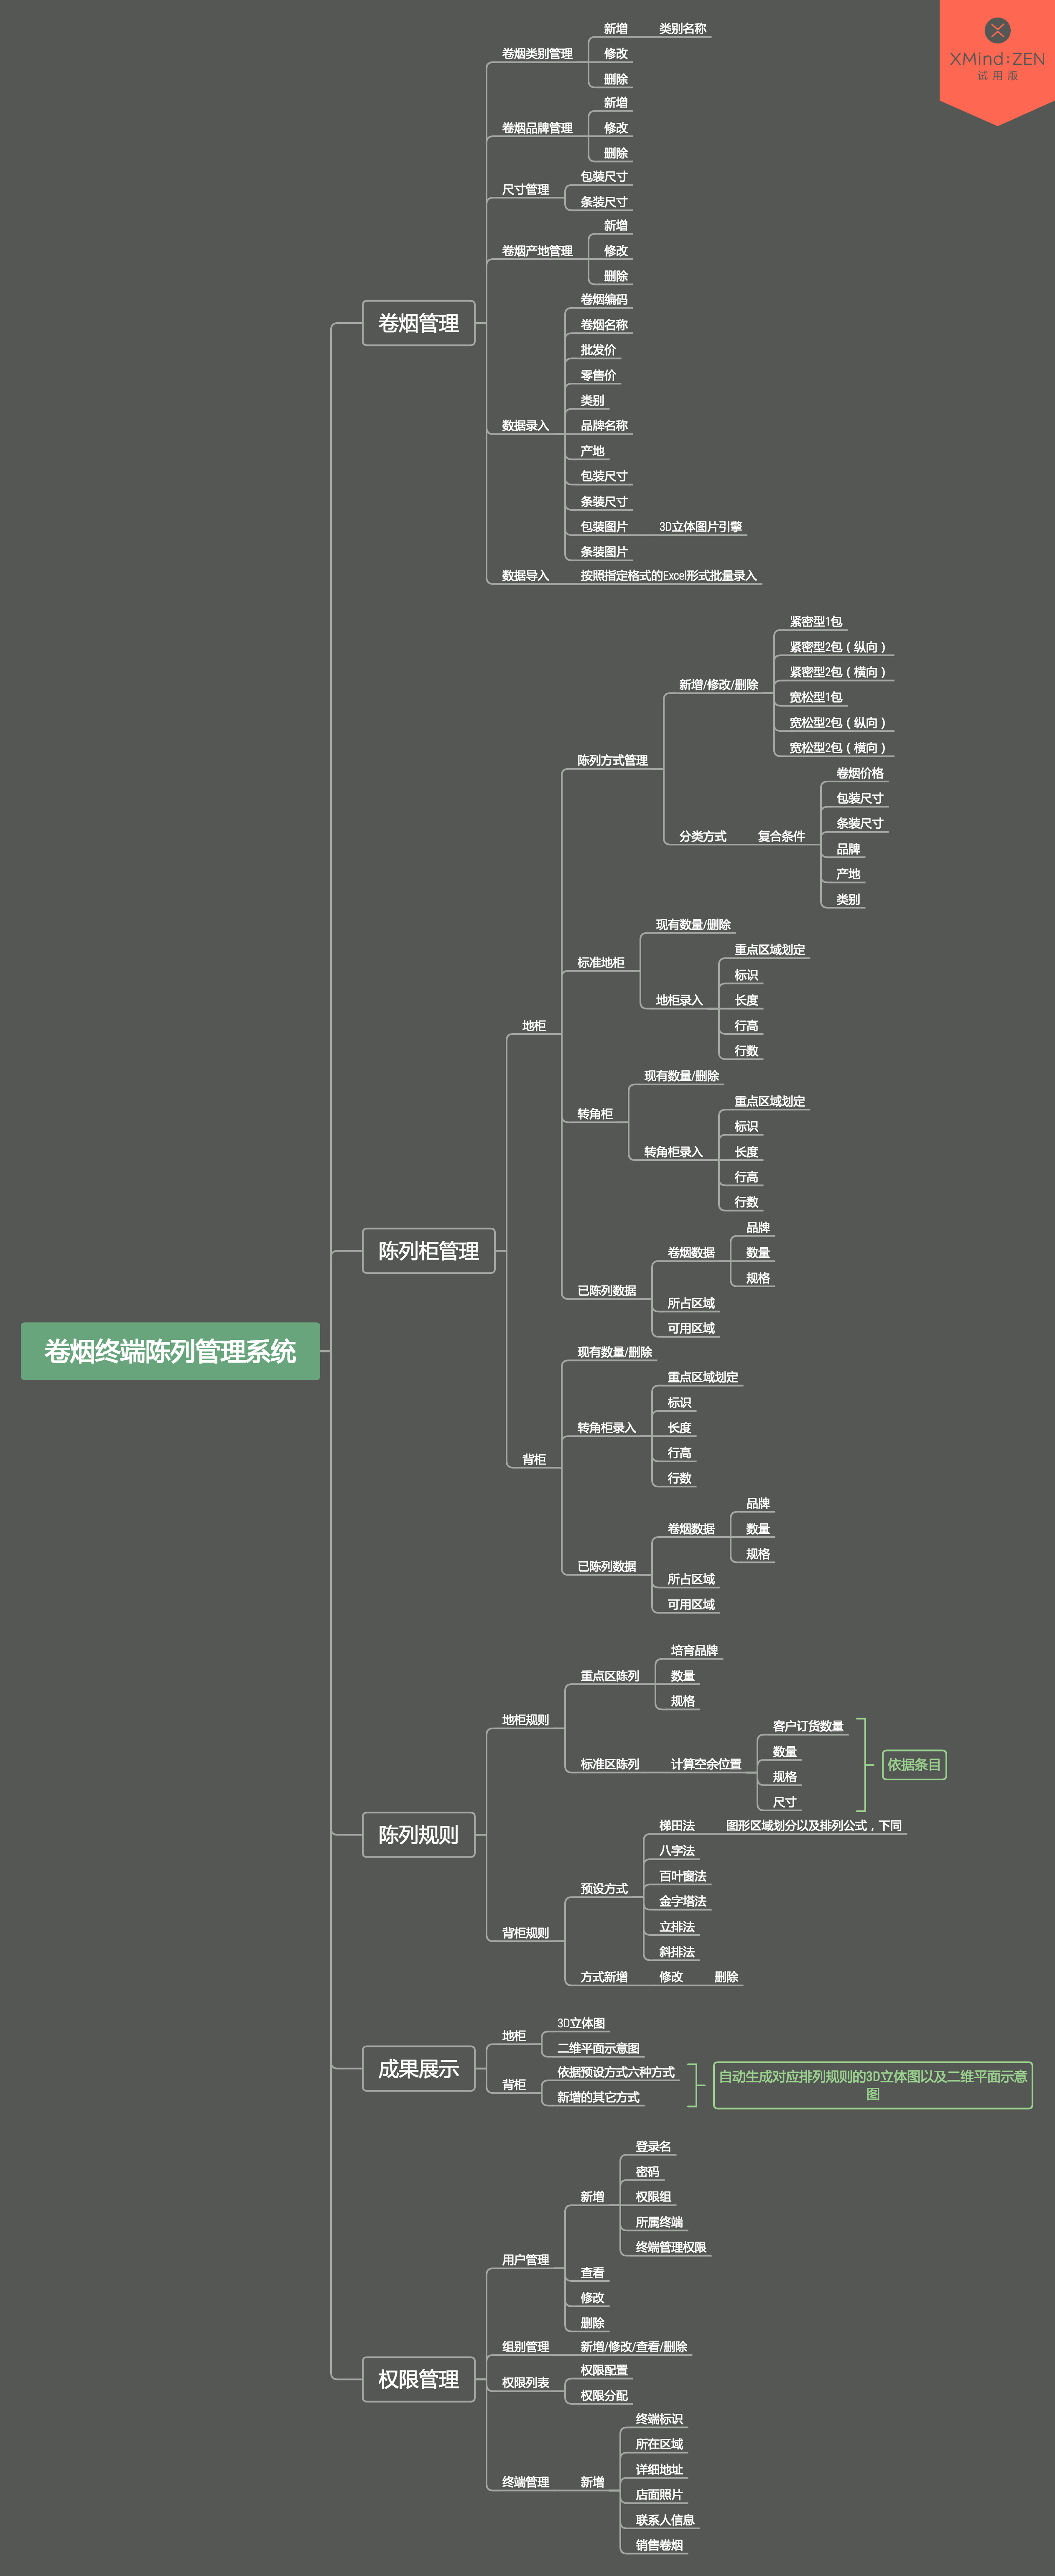 XMind:ZEN
试用版
卷烟终端陈列管理系统
卷烟管理
卷烟类别管理
新增
类别名称
修改
删除
卷烟品牌管理
新增
修改
删除
尺寸管理
包装尺寸
条装尺寸
卷烟产地管理
新增
修改
删除
数据录入
卷烟编码
卷烟名称
批发价
零售价
类别
品牌名称
产地
包装尺寸
条装尺寸
包装图片
3D立体图片引擎
条装图片
数据导入
按照指定格式的Excel形式批量录入
陈列柜管理
地柜
陈列方式管理
新增/修改/删除
紧密型1包
紧密型2包（纵向）
紧密型2包（横向）
宽松型1包
宽松型2包（纵向）
宽松型2包（横向）
分类方式
复合条件
卷烟价格
包装尺寸
条装尺寸
品牌
产地
类别
标准地柜
现有数量/删除
地柜录入
重点区域划定
标识
长度
行高
行数
转角柜
现有数量/删除
转角柜录入
重点区域划定
标识
长度
行高
行数
已陈列数据
卷烟数据
品牌
数量
规格
所占区域
可用区域
背柜
现有数量/删除
转角柜录入
重点区域划定
标识
长度
行高
行数
已陈列数据
卷烟数据
品牌
数量
规格
所占区域
可用区域
陈列规则
地柜规则
重点区陈列
培育品牌
数量
规格
标准区陈列
计算空余位置
客户订货数量
数量
规格
尺寸
依据条目
背柜规则
预设方式
梯田法
图形区域划分以及排列公式，下同
八字法
百叶窗法
金字塔法
立排法
斜排法
方式新增
修改
删除
成果展示
地柜
3D立体图
二维平面示意图
背柜
依据预设方式六种方式
新增的其它方式
自动生成对应排列规则的3D立体图以及二维平面示意
图
权限管理
用户管理
新增
登录名
密码
权限组
所属终端
终端管理权限
查看
修改
删除
组别管理
新增/修改/查看/删除
权限列表
权限配置
权限分配
终端管理
新增
终端标识
所在区域
详细地址
店面照片
联系人信息
销售卷烟